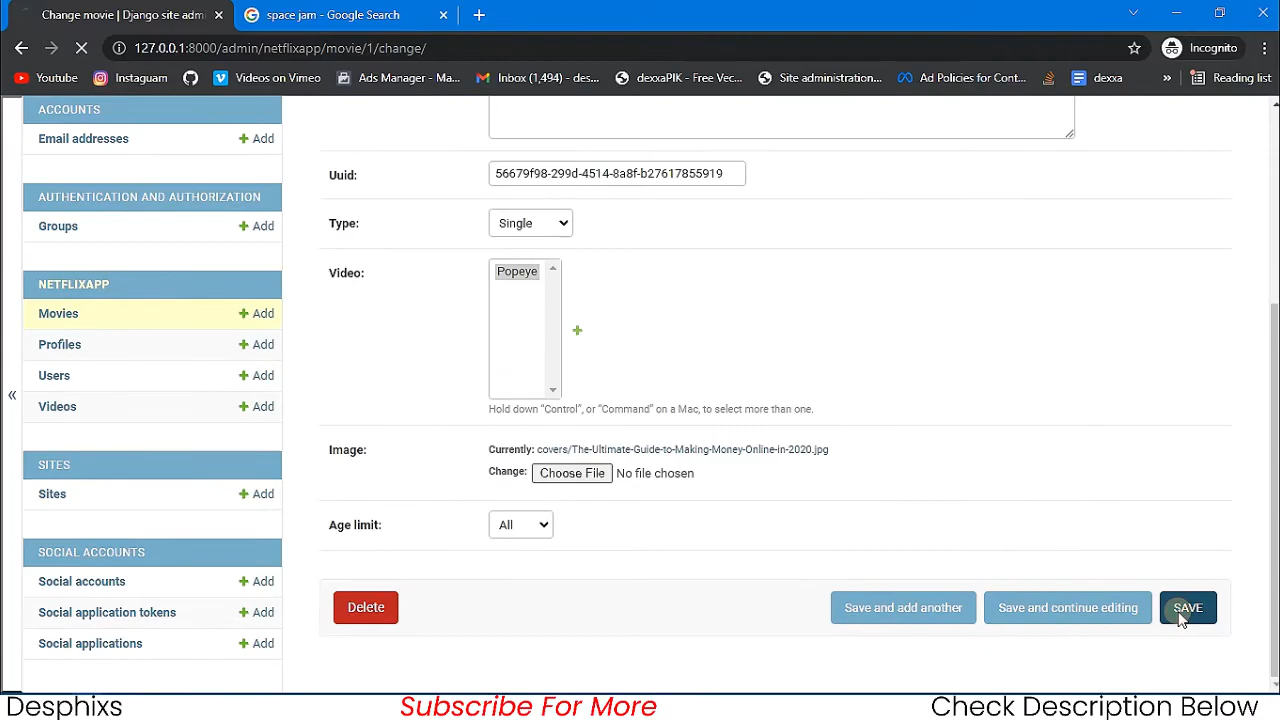 Change movie | Django site admin
space jam - Google Search
127.0.0.1:8000/admin/netflixapp/movie/1/change/
Incognito
Youtube
Instaguam
Videos on Vimeo
Ads Manager - Ma...
Inbox (1,494) - des...
dexxaPIK - Free Vec...
Site administration...
Ad Policies for Cont...
dexxa
»
Reading list
ACCOUNTS
Email addresses
+ Add
AUTHENTICATION AND AUTHORIZATION
Groups
+ Add
NETFLIXAPP
Movies
+ Add
Profiles
+ Add
Users
+ Add
Videos
+ Add
SITES
Sites
+ Add
SOCIAL ACCOUNTS
Social accounts
+ Add
Social application tokens
+ Add
Social applications
+ Add
«
Uuid:
56679f98-299d-4514-8a8f-b27617855919
Type:
Single
Video:
Popeye
Hold down “Control”, or “Command” on a Mac, to select more than one.
Image:
Currently: covers/The-Ultimate-Guide-to-Making-Money-Online-in-2020.jpg
Change: Choose File No file chosen
Age limit:
All
Delete
Save and add another
Save and continue editing
SAVE
Desphixs
Subscribe For More
Check Description Below